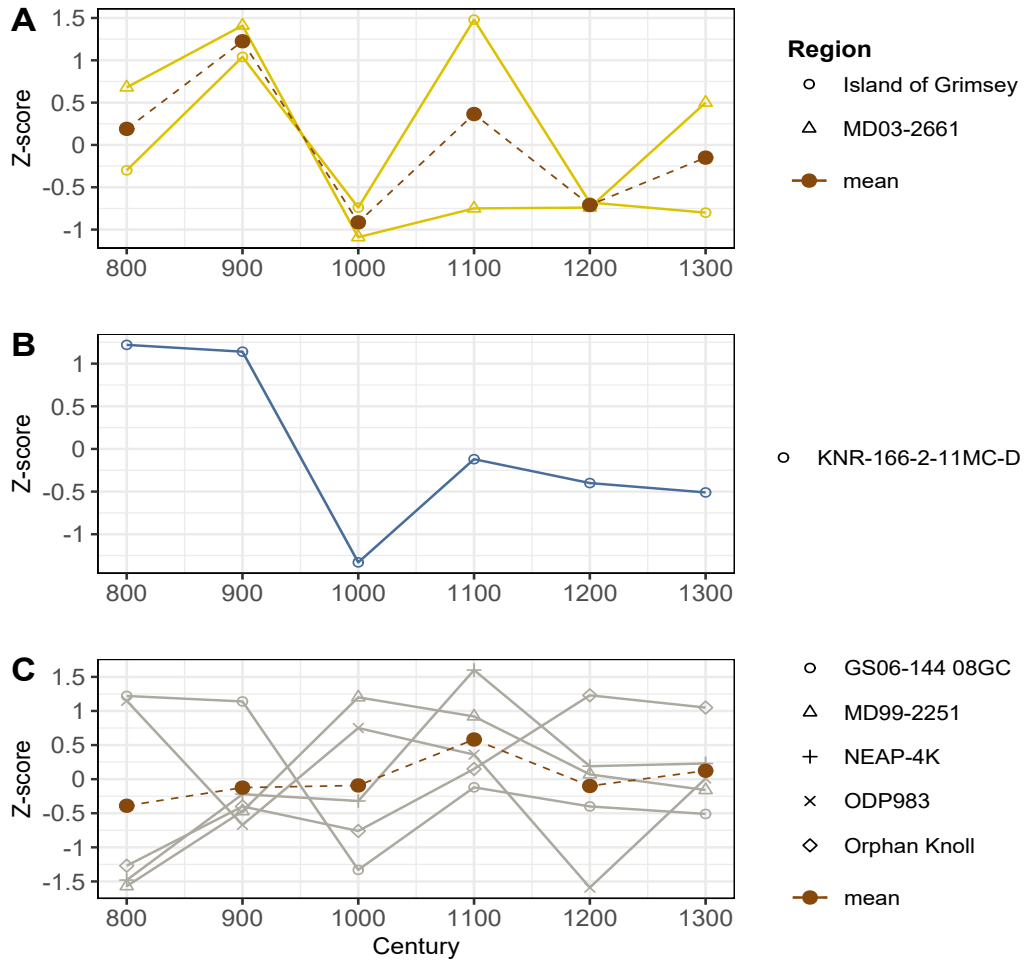 A
Z-score
1.5
1
0.5
0
-0.5
-1
800 900 1000 1100 1200 1300
Region
Island of Grimsey
MD03-2661
mean
B
Z-score
1
0.5
0
-0.5
-1
800 900 1000 1100 1200 1300
KNR-166-2-11MC-D
C
Z-score
1.5
1
0.5
0
-0.5
-1
-1.5
800 900 1000 1100 1200 1300
Century
GS06-144 08GC
MD99-2251
NEAP-4K
ODP983
Orphan Knoll
mean